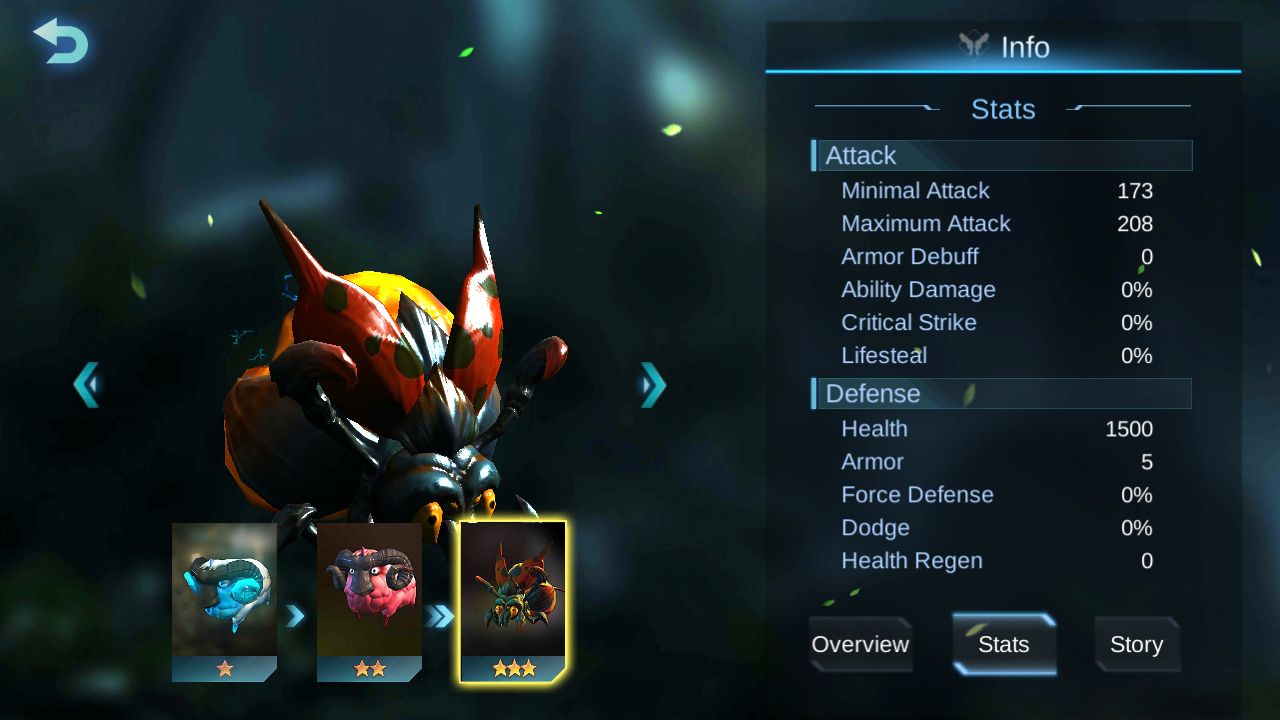 Info
Stats
Attack
Minimal Attack 173
Maximum Attack 208
Armor Debuff 0
Ability Damage 0%
Critical Strike 0%
Lifesteal 0%
Defense
Health 1500
Armor 5
Force Defense 0%
Dodge 0%
Health Regen 0
Overview Stats Story